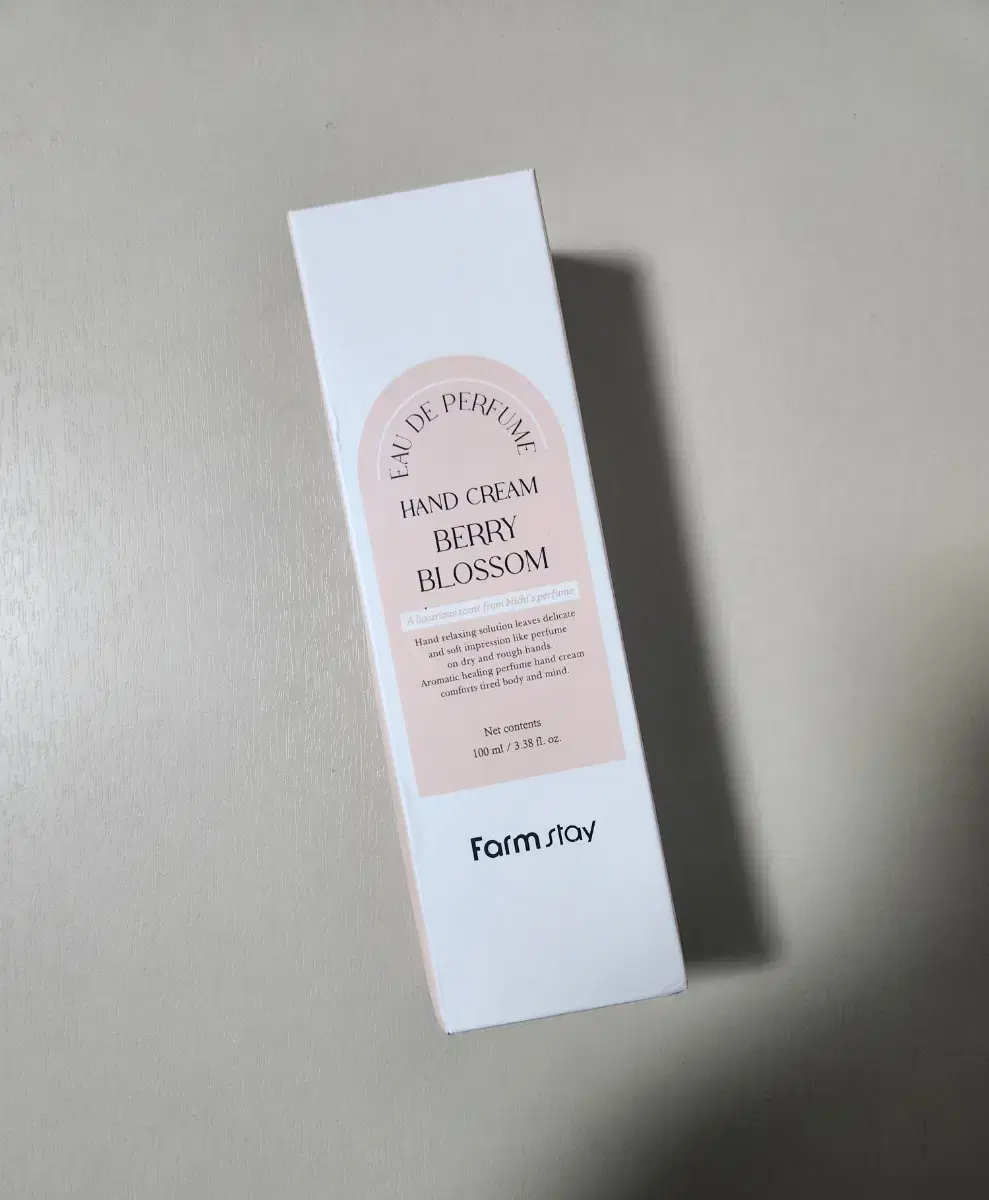 EAU DE PERFUME
HAND CREAM
BERRY
BLOSSOM
A luxurious scent from Nichi's perfume
Hand relaxing solution leaves delicate
and soft impression like perfume
on dry and rough hands.
Aromatic healing perfume hand cream
comforts tired body and mind.
Net contents
100 ml / 3.38 fl. oz.
Farm stay